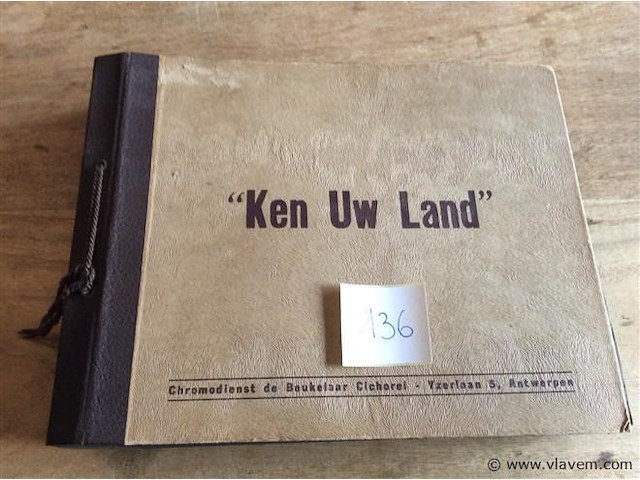 “Ken Uw Land”
136
Chromodienst de Beukelaar Cichorei - Yzerlaan 5, Antwerpen
© www.vlavem.com